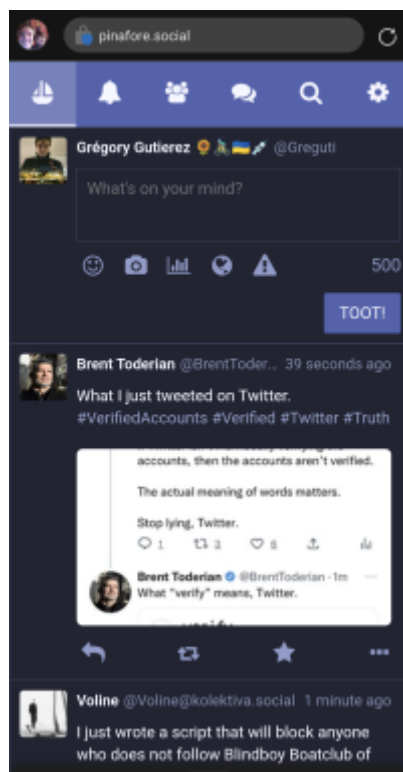 pinafore.social
Grégory Gutierez 🌻🚴🇺🇦💉 @Greguti
What's on your mind?
500
TOOT!
Brent Toderian @BrentToder... 39 seconds ago
What I just tweeted on Twitter.
#VerifiedAccounts #Verified #Twitter #Truth
accounts, then the accounts aren't verified.
The actual meaning of words matters.
Stop lying, Twitter.
1
8
Brent Toderian @BrentToderian · 1m
What "verify" means, Twitter.
Voline @Voline@kolektiva.social 1 minute ago
I just wrote a script that will block anyone
who does not follow Blindboy Boatclub of